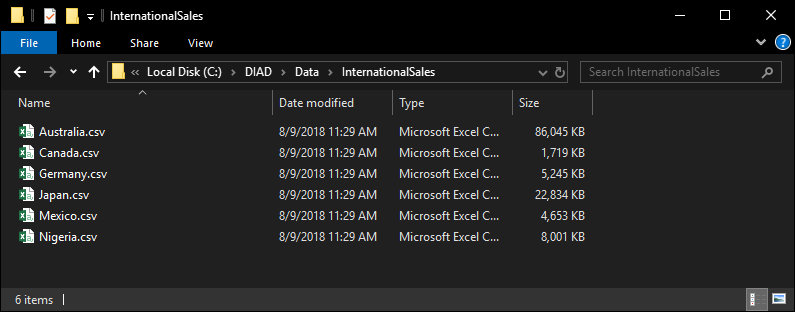 InternationalSales
File Home Share View
« Local Disk (C:) > DIAD > Data > InternationalSales Search InternationalSales
Name Date modified Type Size
Australia.csv 8/9/2018 11:29 AM Microsoft Excel C... 86,045 KB
Canada.csv 8/9/2018 11:29 AM Microsoft Excel C... 1,719 KB
Germany.csv 8/9/2018 11:29 AM Microsoft Excel C... 5,245 KB
Japan.csv 8/9/2018 11:29 AM Microsoft Excel C... 22,834 KB
Mexico.csv 8/9/2018 11:29 AM Microsoft Excel C... 4,653 KB
Nigeria.csv 8/9/2018 11:29 AM Microsoft Excel C... 8,001 KB
6 items